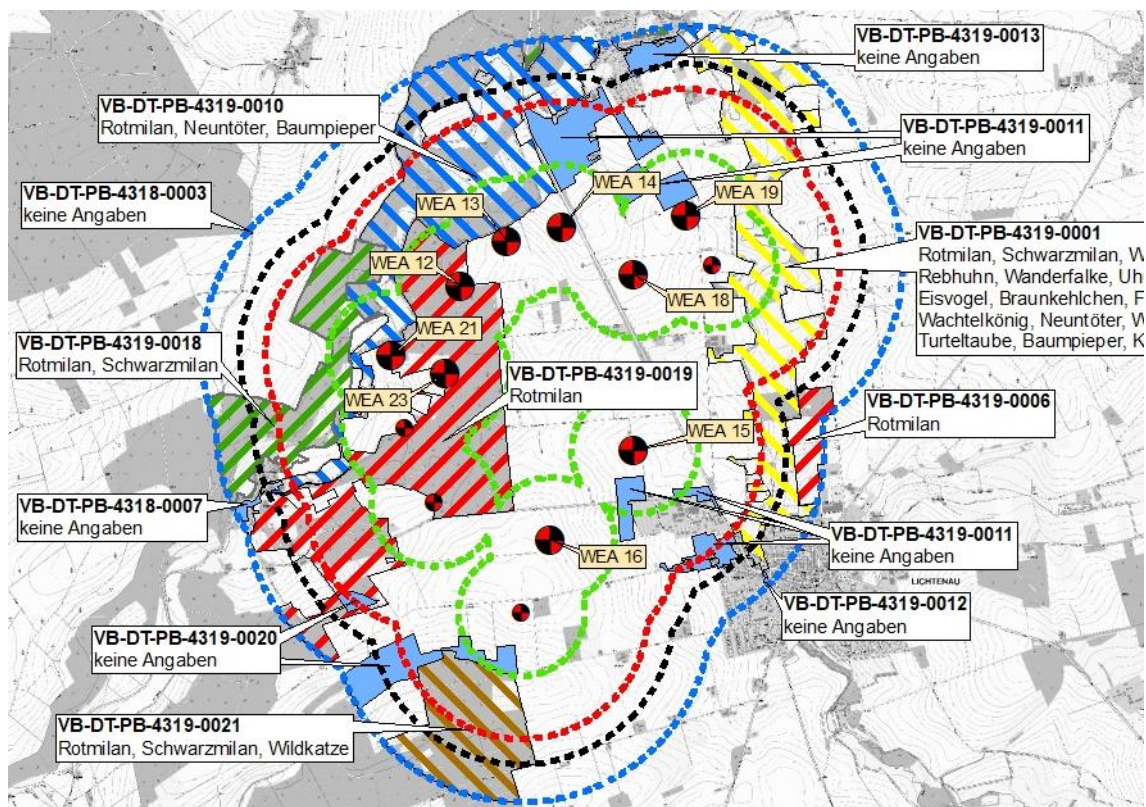 VB-DT-PB-4319-0013
keine Angaben
VB-DT-PB-4319-0010
Rotmilan, Neuntöter, Baumpieper
VB-DT-PB-4319-0011
keine Angaben
VB-DT-PB-4318-0003
keine Angaben
WEA 14
WEA 19
WEA 13
WEA 12
WEA 18
VB-DT-PB-4319-0001
Rotmilan, Schwarzmilan, W
Rebhuhn, Wanderfalke, Uh
Eisvogel, Braunkehlchen, F
Wachtelkönig, Neuntöter, W
Turteltaube, Baumpieper, K
WEA 21
VB-DT-PB-4319-0018
Rotmilan, Schwarzmilan
VB-DT-PB-4319-0019
Rotmilan
WEA 23
VB-DT-PB-4319-0006
Rotmilan
WEA 15
VB-DT-PB-4318-0007
keine Angaben
VB-DT-PB-4319-0011
keine Angaben
WEA 16
LICHTENAU
VB-DT-PB-4319-0012
keine Angaben
VB-DT-PB-4319-0020
keine Angaben
VB-DT-PB-4319-0021
Rotmilan, Schwarzmilan, Wildkatze